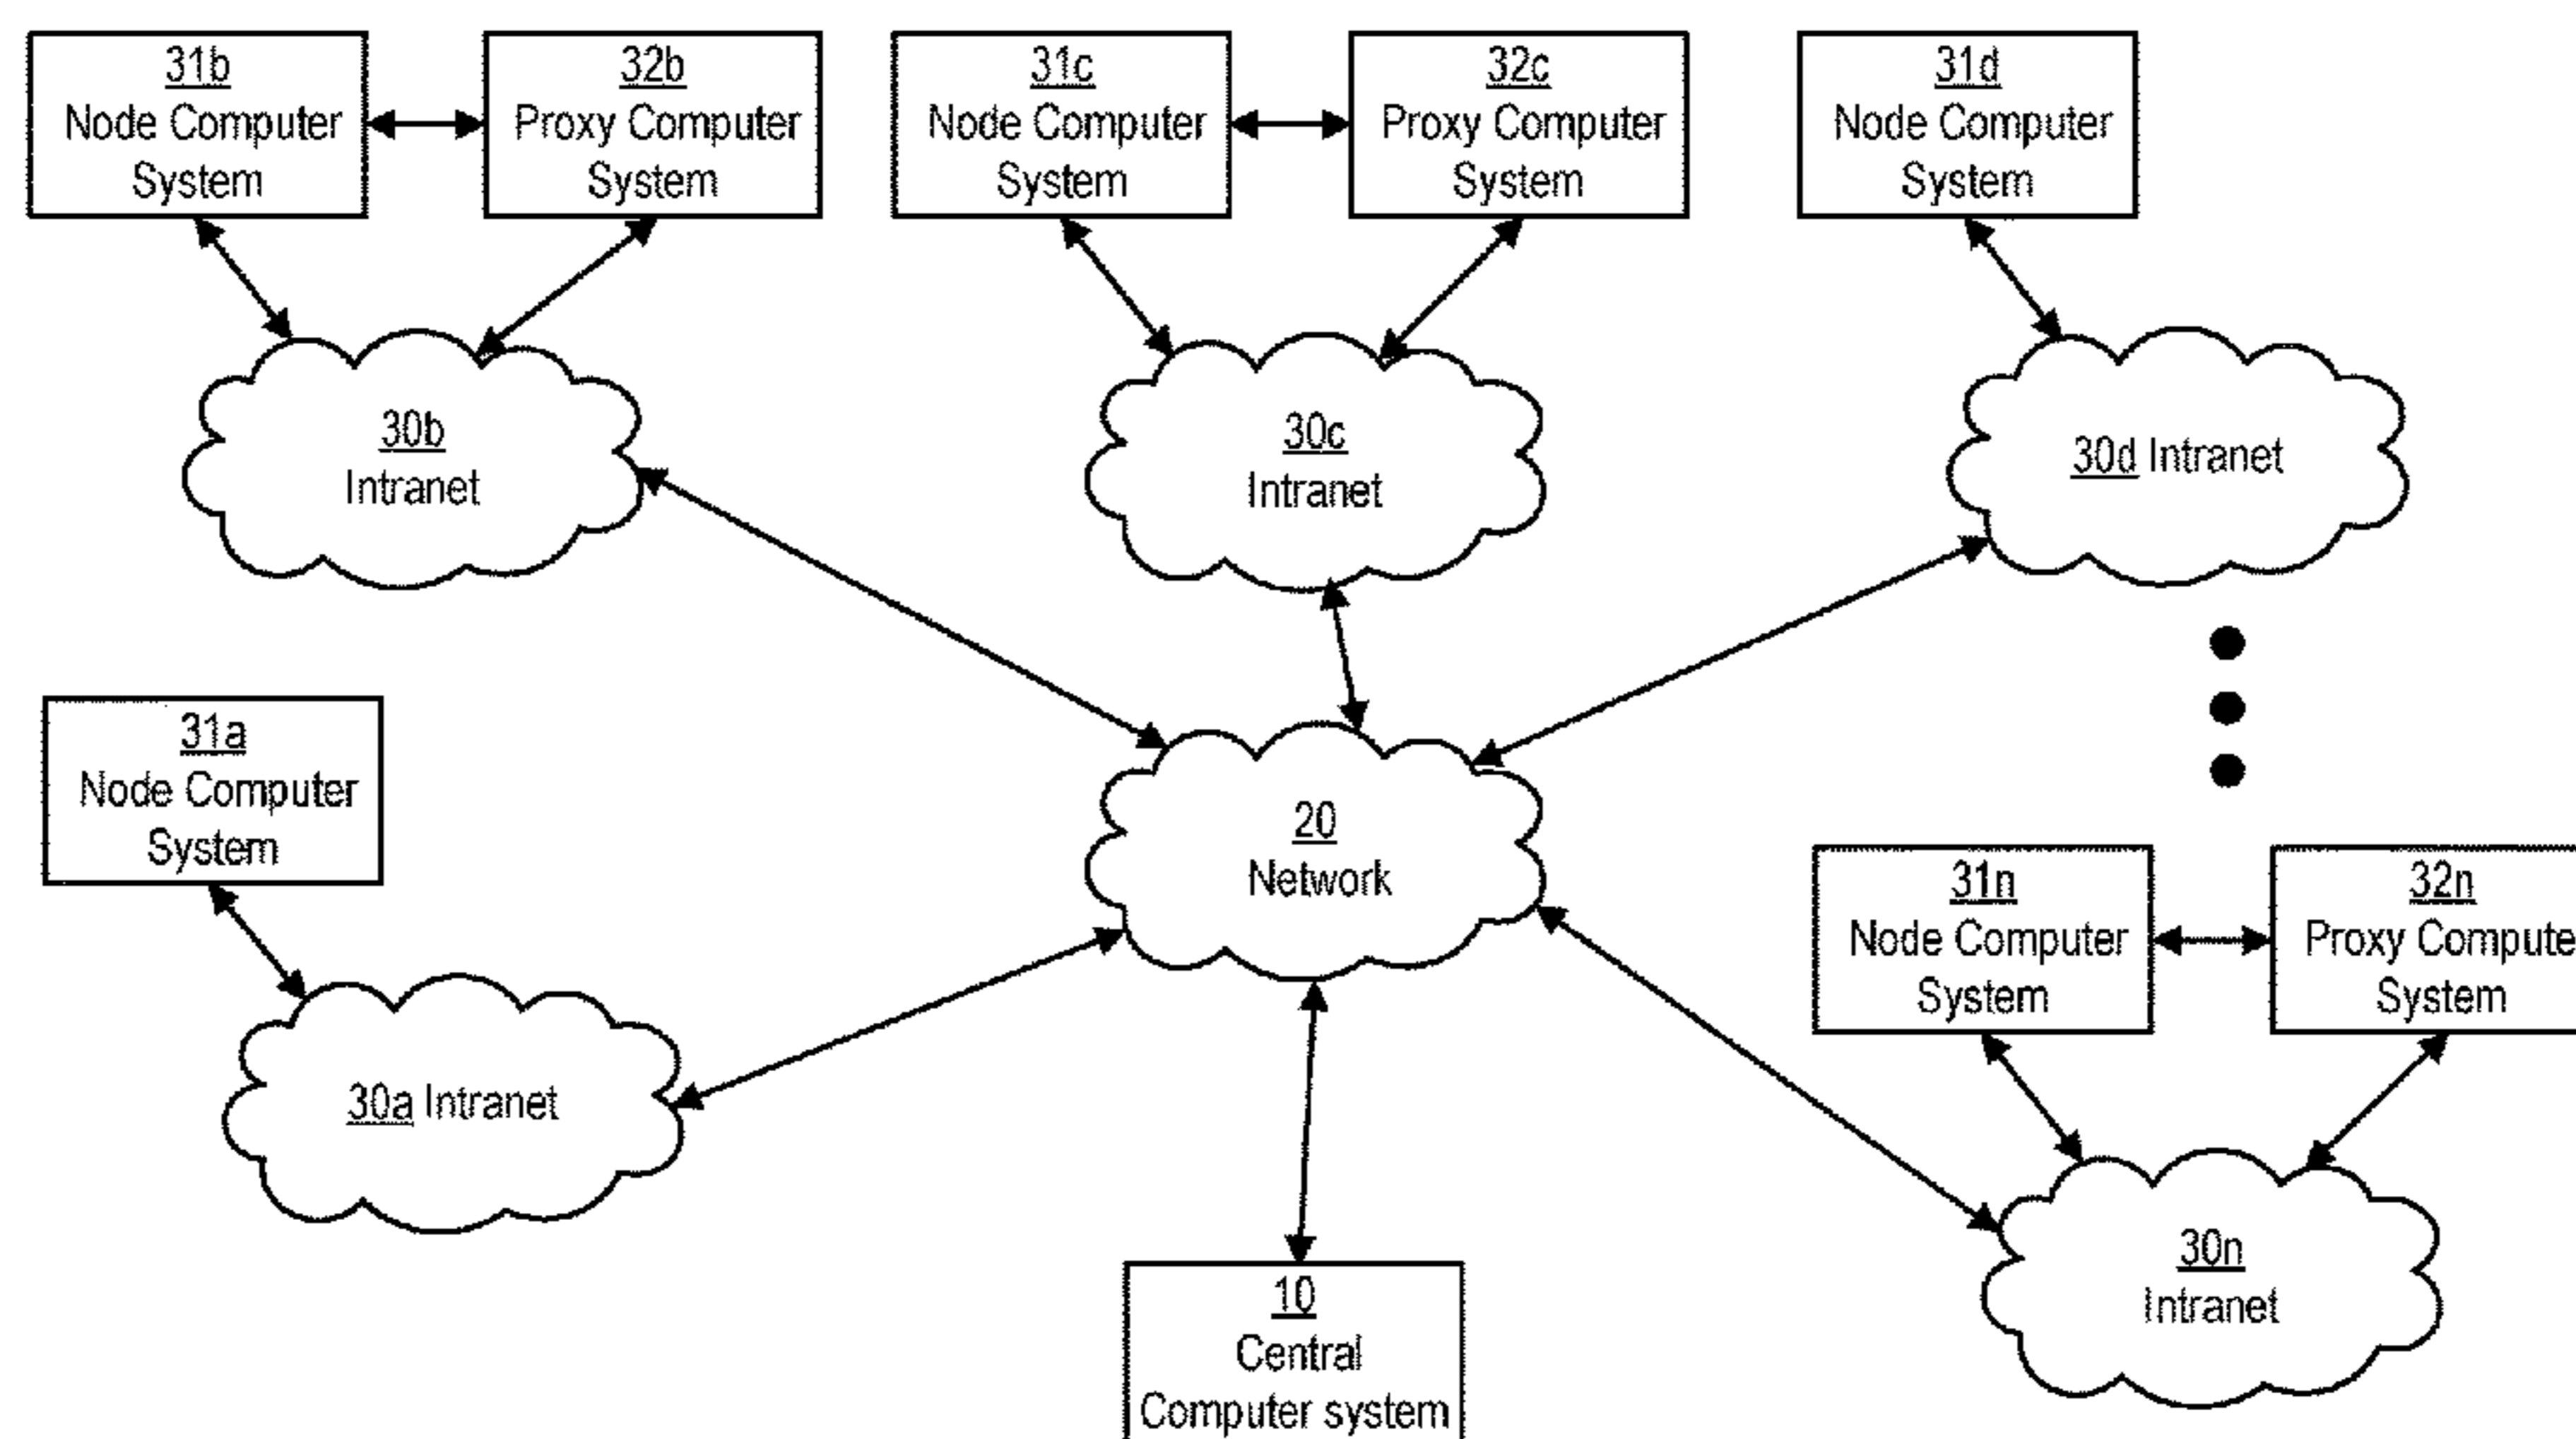 31b
Node Computer
System
32b
Proxy Computer
System
31c
Node Computer
System
32c
Proxy Computer
System
31d
Node Computer
System
30b
Intranet
30c
Intranet
30d Intranet
31a
Node Computer
System
20
Network
31n
Node Computer
System
32n
Proxy Compute
System
30a Intranet
30n
Intranet
10
Central
Computer system